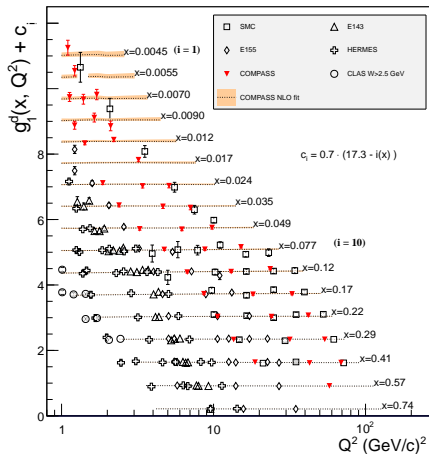 g₁ᵈ(x, Q²) + cᵢ
10
8
6
4
2
0
1
10
10²
Q² (GeV/c)²
SMC
E143
E155
HERMES
COMPASS
CLAS W>2.5 GeV
COMPASS NLO fit
cᵢ = 0.7 · (17.3 - i(x) )
x=0.0045 (i = 1)
x=0.0055
x=0.0070
x=0.0090
x=0.012
x=0.017
x=0.024
x=0.035
x=0.049
x=0.077 (i = 10)
x=0.12
x=0.17
x=0.22
x=0.29
x=0.41
x=0.57
x=0.74